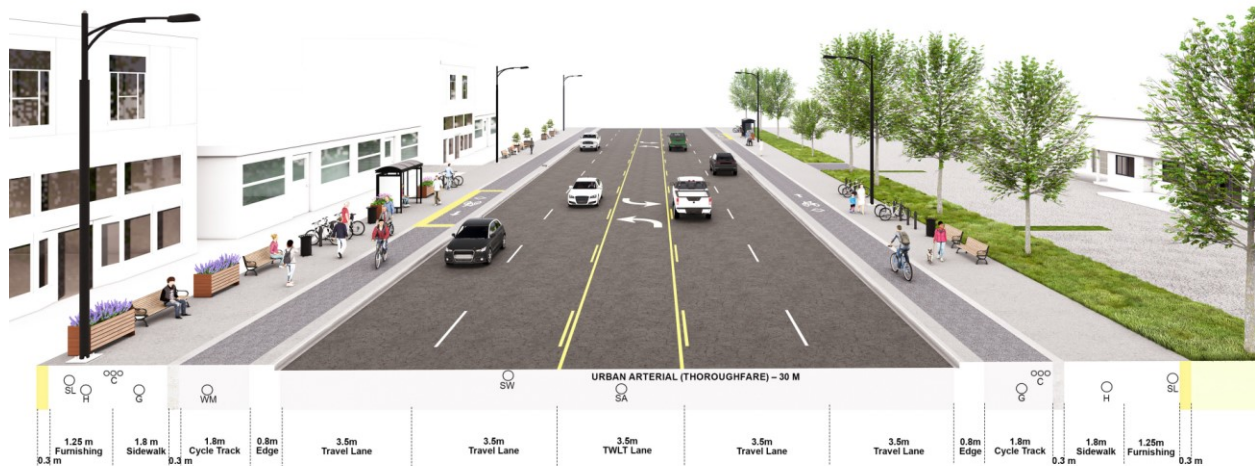 URBAN ARTERIAL (THOROUGHFARE) – 30 M
SL
H
C
G
WM
SW
SA
G
C
H
SL
0.3 m
1.25 m
Furnishing
1.8 m
Sidewalk
0.3 m
1.8m
Cycle Track
0.8m
Edge
3.5m
Travel Lane
3.5m
Travel Lane
3.5m
TWLT Lane
3.5m
Travel Lane
3.5m
Travel Lane
0.8m
Edge
1.8m
Cycle Track
0.3 m
1.8m
Sidewalk
1.25m
Furnishing
0.3 m